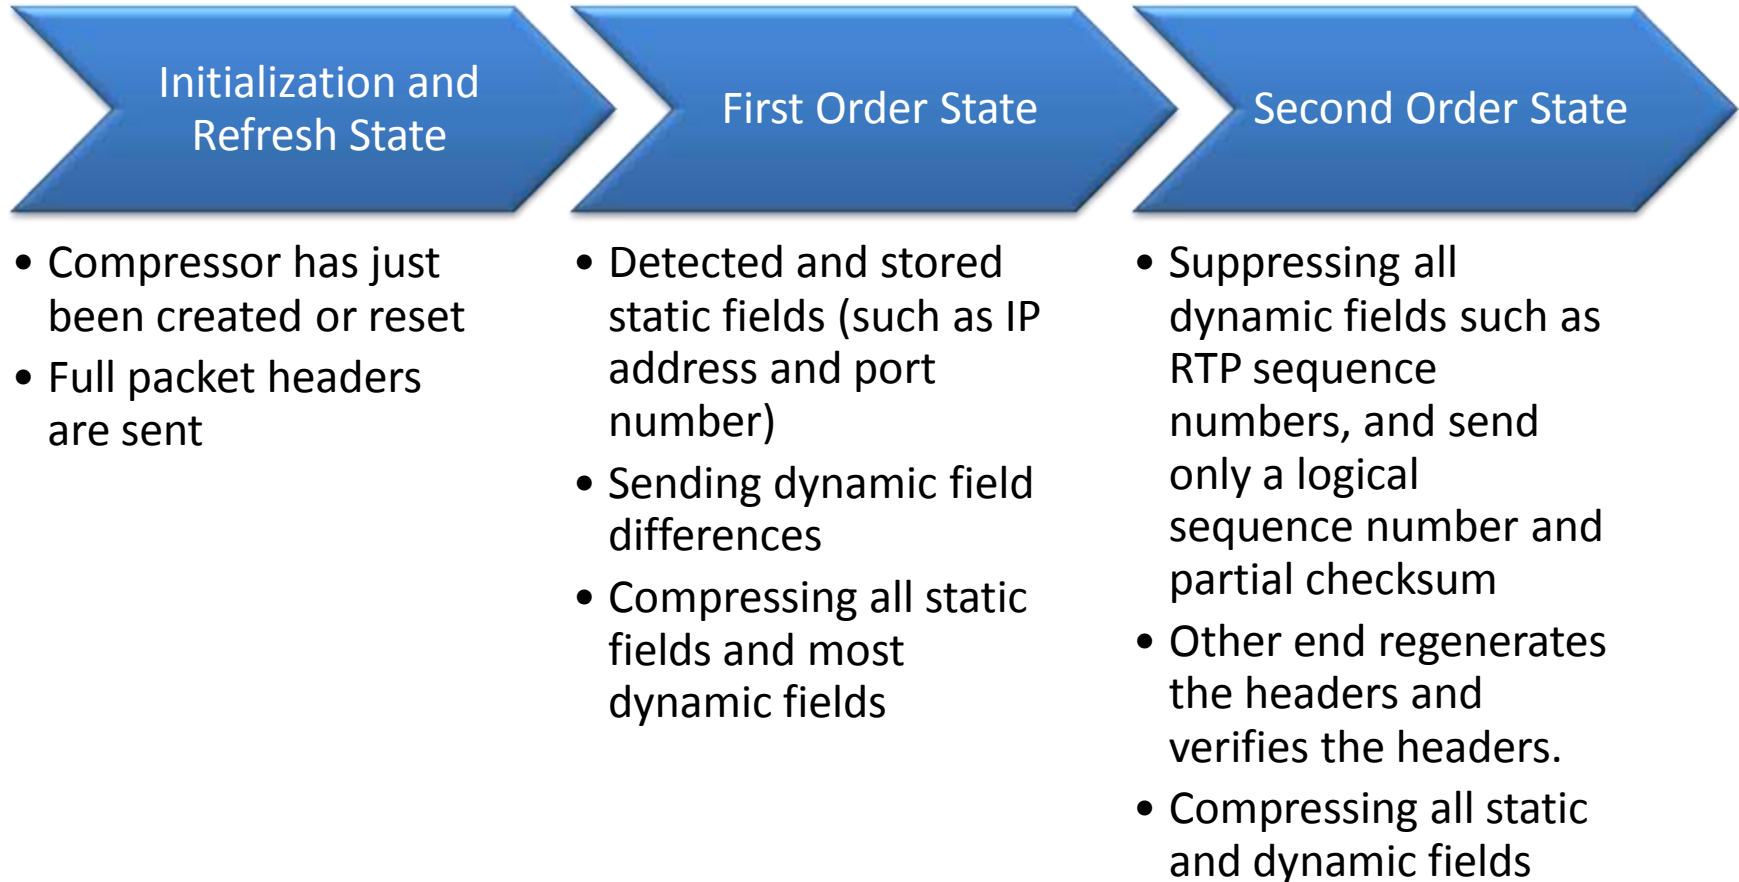 Initialization and
Refresh State
• Compressor has just
been created or reset
• Full packet headers
are sent
First Order State
• Detected and stored
static fields (such as IP
address and port
number)
• Sending dynamic field
differences
• Compressing all static
fields and most
dynamic fields
Second Order State
• Suppressing all
dynamic fields such as
RTP sequence
numbers, and send
only a logical
sequence number and
partial checksum
• Other end regenerates
the headers and
verifies the headers.
• Compressing all static
and dynamic fields